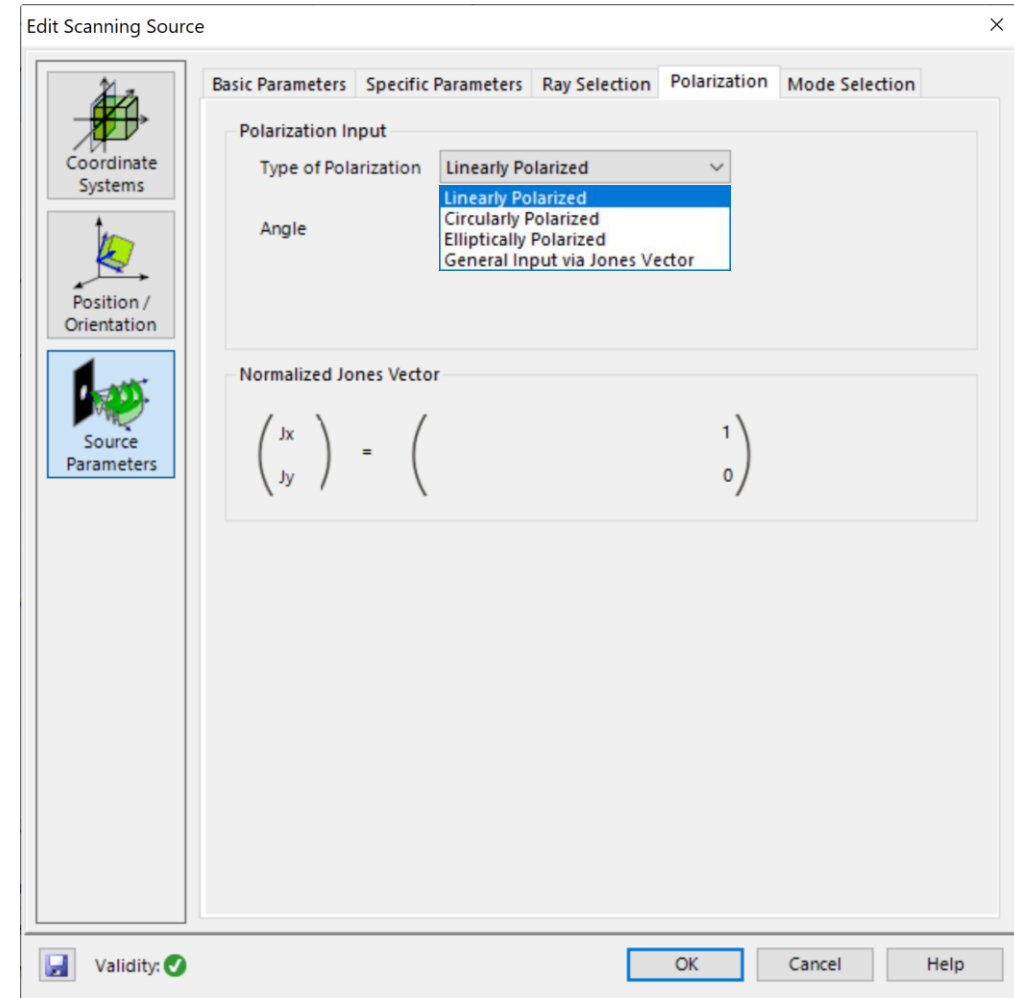 Edit Scanning Source
Coordinate
Systems
Position /
Orientation
Source
Parameters
Basic Parameters Specific Parameters Ray Selection Polarization Mode Selection
Polarization Input
Type of Polarization Linearly Polarized
Linearly Polarized
Circularly Polarized
Angle
Elliptically Polarized
General Input via Jones Vector
Normalized Jones Vector
Jx
Jy
=
1
0
Validity:
OK Cancel Help